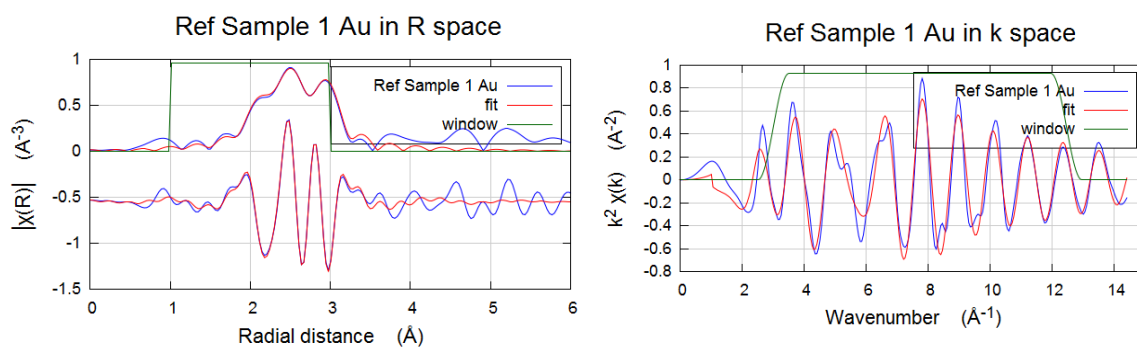 Ref Sample 1 Au in R space
1
0.5
0
-0.5
-1
-1.5
|χ(R)| (Å⁻³)
Ref Sample 1 Au
fit
window
0 1 2 3 4 5 6
Radial distance (Å)
Ref Sample 1 Au in k space
1
0.8
0.6
0.4
0.2
0
-0.2
-0.4
-0.6
-0.8
k² χ(k) (Å⁻²)
Ref Sample 1 Au
fit
window
0 2 4 6 8 10 12 14
Wavenumber (Å⁻¹)